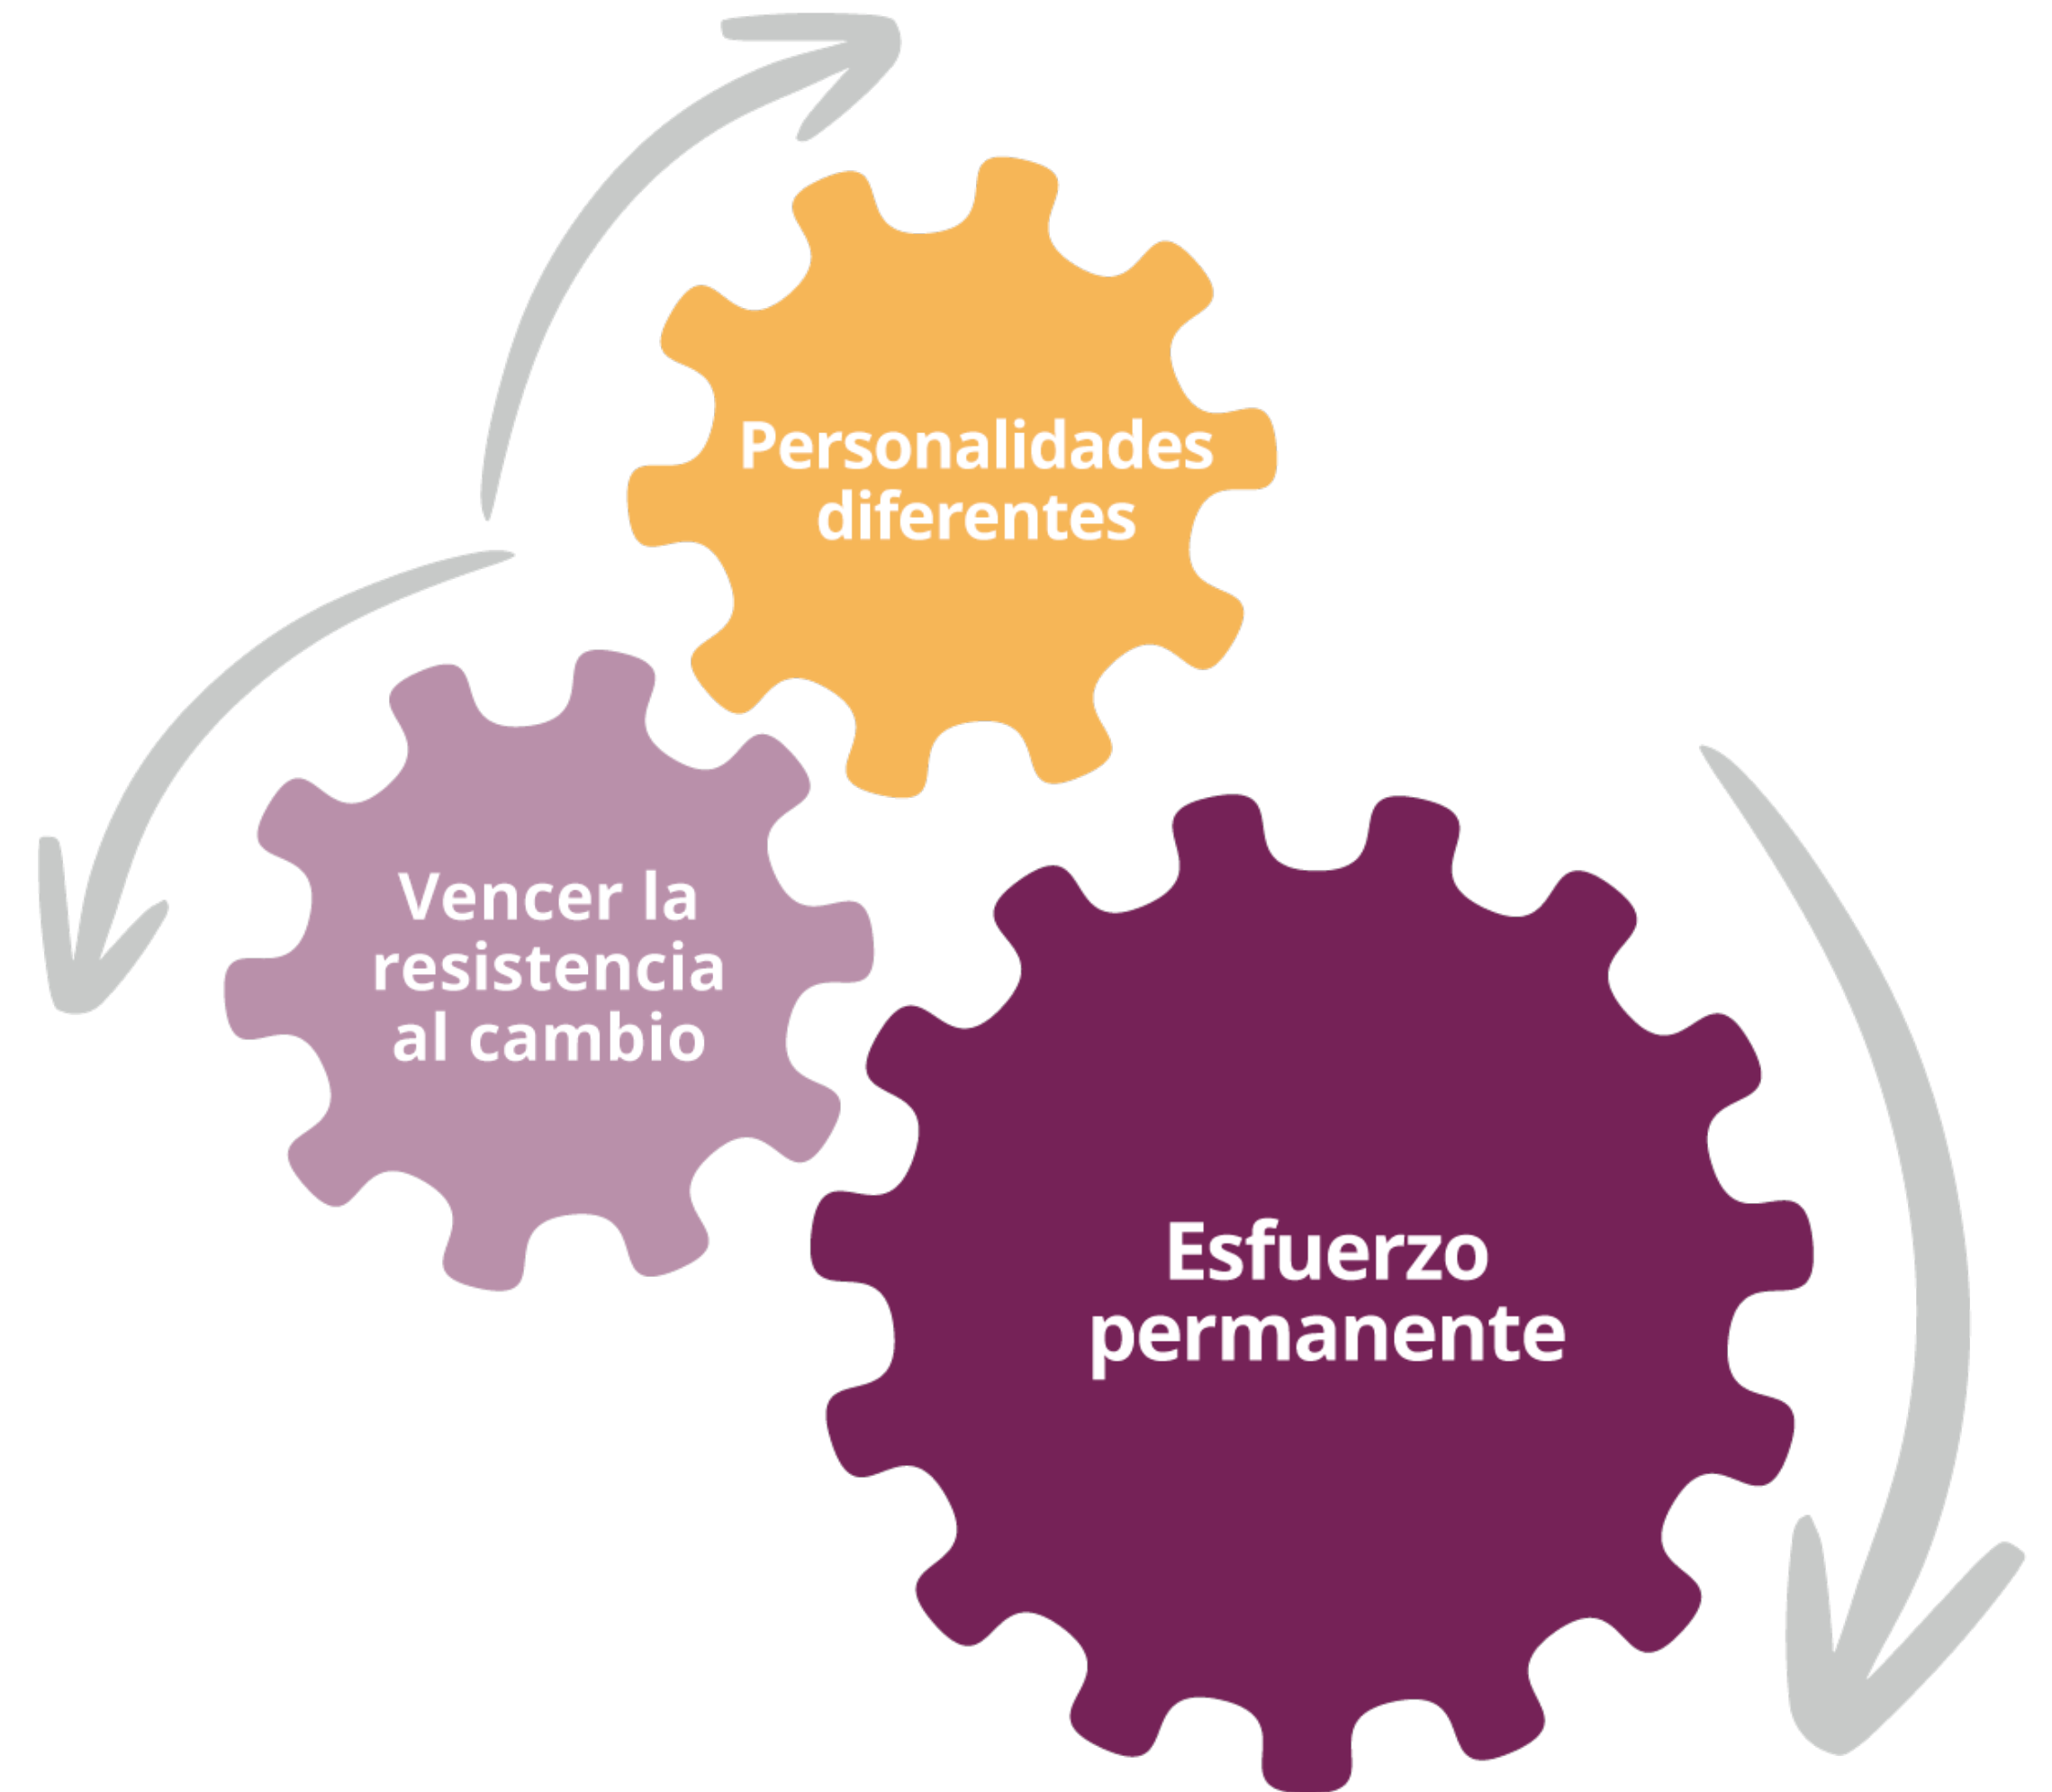 Personalidades
diferentes
Vencer la
resistencia
al cambio
Esfuerzo
permanente